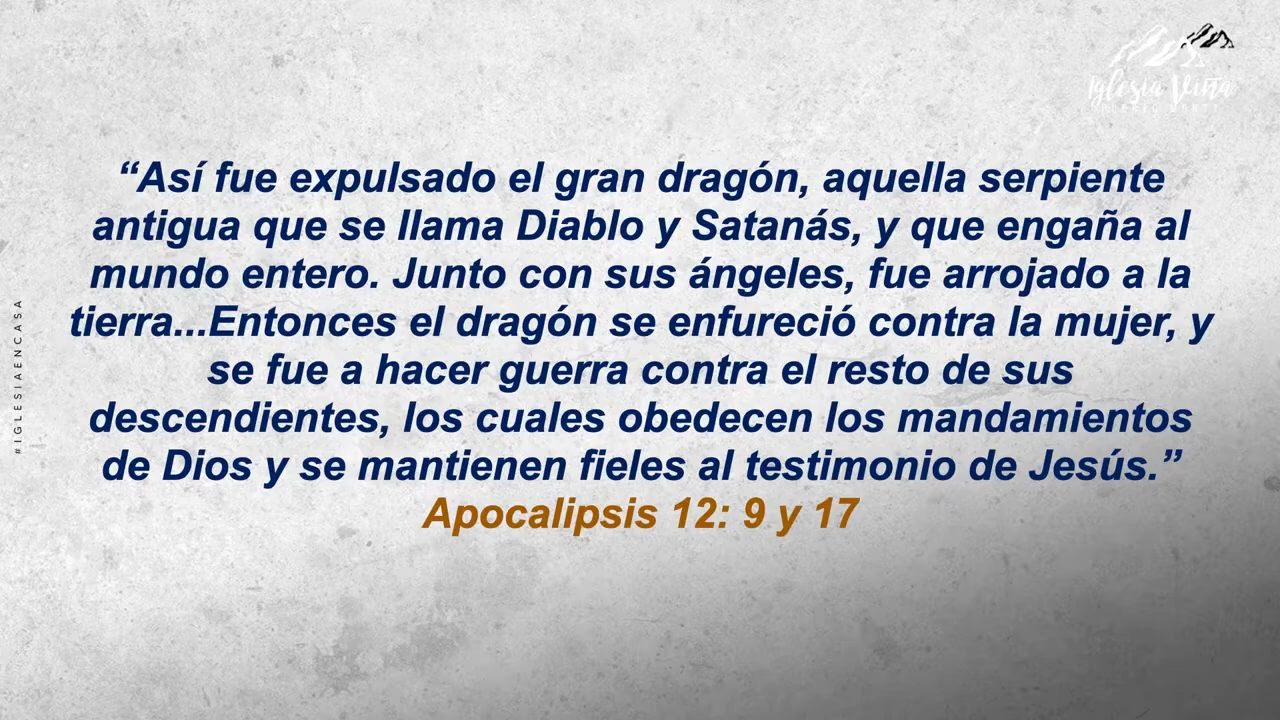 Iglesia Viña
“Así fue expulsado el gran dragón, aquella serpiente
antigua que se llama Diablo y Satanás, y que engaña al
mundo entero. Junto con sus ángeles, fue arrojado a la
tierra...Entonces el dragón se enfureció contra la mujer, y
se fue a hacer guerra contra el resto de sus
descendientes, los cuales obedecen los mandamientos
de Dios y se mantienen fieles al testimonio de Jesús.”
Apocalipsis 12: 9 y 17
#IGLESIAENCASA